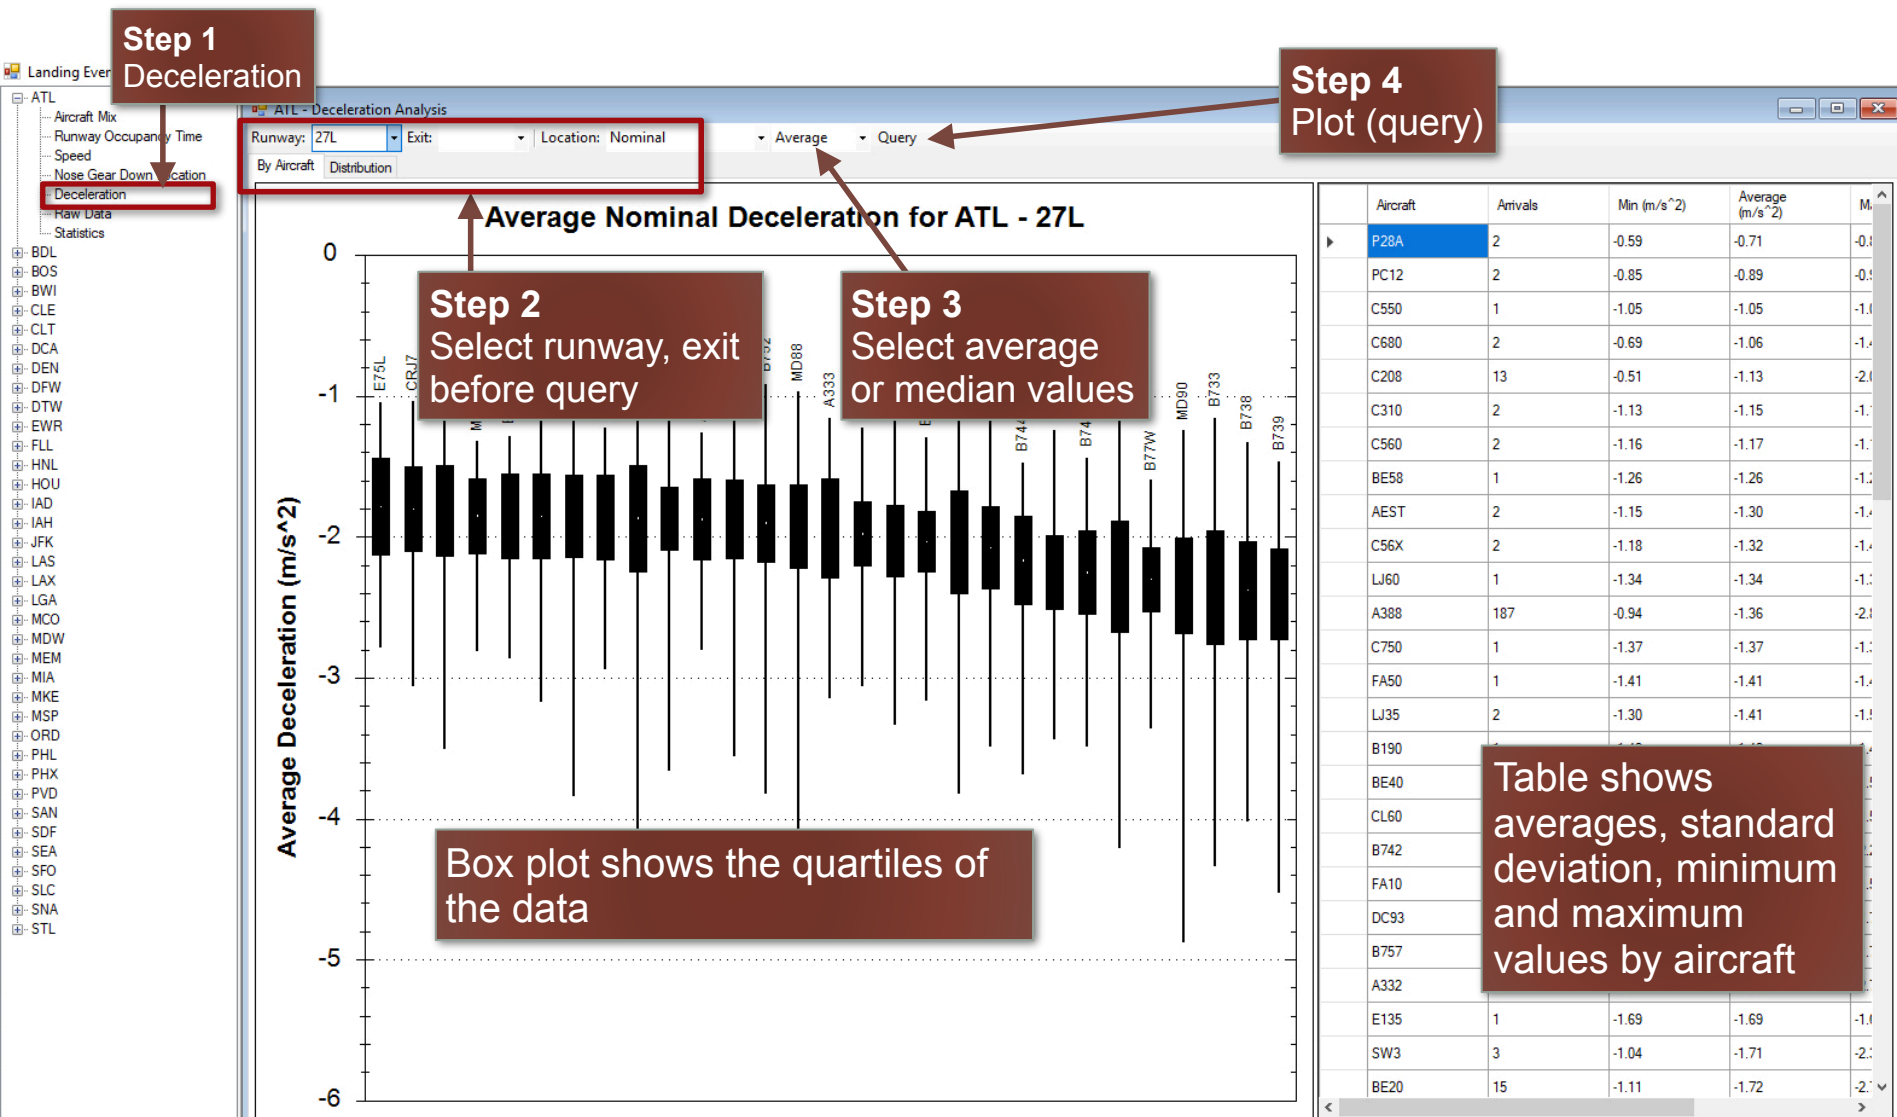 Step 1
Deceleration
Step 4
Plot (query)
Landing Even
ATL
Aircraft Mix
Runway Occupancy Time
Speed
Nose Gear Down Location
Deceleration
Raw Data
Statistics
BDL
BOS
BWI
CLE
CLT
DCA
DEN
DFW
DTW
EWR
FLL
HNL
HOU
IAD
IAH
JFK
LAS
LAX
LGA
MCO
MDW
MEM
MIA
MKE
MSP
ORD
PHL
PHX
PVD
SAN
SDF
SEA
SFO
SLC
SNA
STL
ATL - Deceleration Analysis
Runway: 27L Exit: Location: Nominal Average Query
By Aircraft Distribution
Average Nominal Deceleration for ATL - 27L
Step 2
Select runway, exit
before query
Step 3
Select average
or median values
Average Deceleration (m/s^2)
0
-1
-2
-3
-4
-5
-6
E75L
CRJ7
B752
MD88
A333
B744
B74
B77W
MD90
B733
B738
B739
Box plot shows the quartiles of
the data
Aircraft Arrivals Min (m/s^2) Average (m/s^2)
P28A 2 -0.59 -0.71
PC12 2 -0.85 -0.89
C550 1 -1.05 -1.05
C680 2 -0.69 -1.06
C208 13 -0.51 -1.13
C310 2 -1.13 -1.15
C560 2 -1.16 -1.17
BE58 1 -1.26 -1.26
AEST 2 -1.15 -1.30
C56X 2 -1.18 -1.32
LJ60 1 -1.34 -1.34
A388 187 -0.94 -1.36
C750 1 -1.37 -1.37
FA50 1 -1.41 -1.41
LJ35 2 -1.30 -1.41
B190
BE40
CL60
B742
FA10
DC93
B757
A332
E135 1 -1.69 -1.69
SW3 3 -1.04 -1.71
BE20 15 -1.11 -1.72
Table shows
averages, standard
deviation, minimum
and maximum
values by aircraft